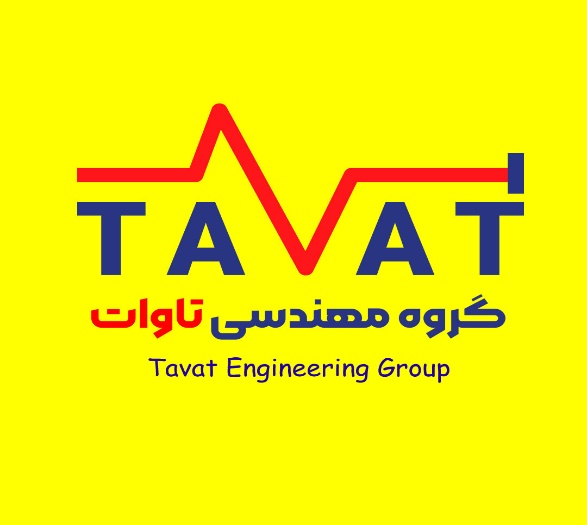 TAVAT
گروه مهندسی تاوات
Tavat Engineering Group